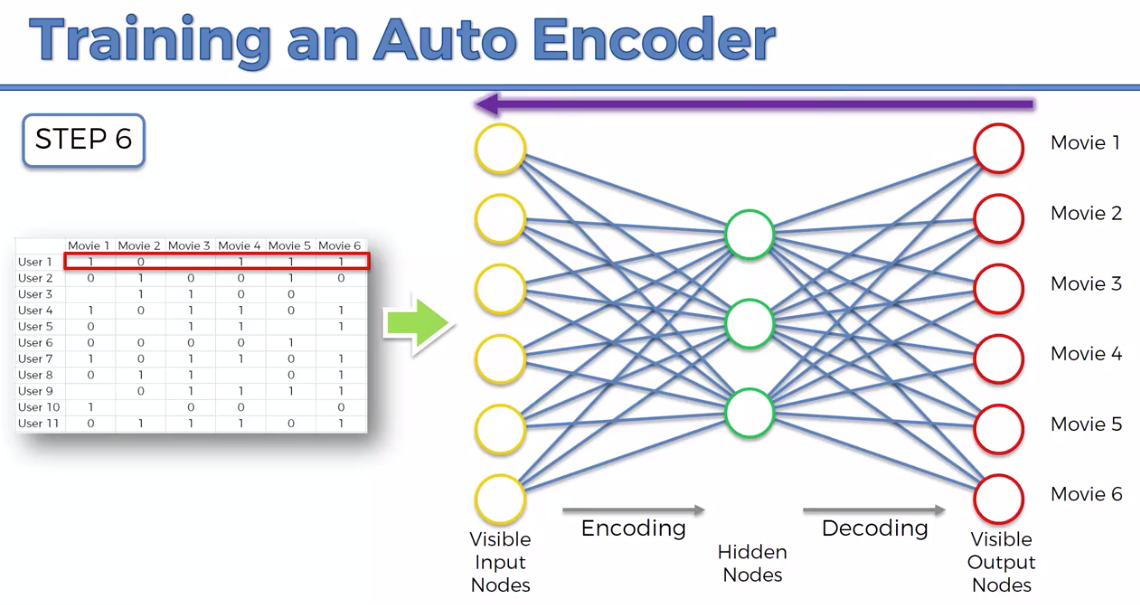 Training an Auto Encoder
STEP 6
Movie 1 Movie 2 Movie 3 Movie 4 Movie 5 Movie 6
User 1 1 0 1 1 1
User 2 0 1 0 0 1 0
User 3 1 1 0 0
User 4 1 0 1 1 0 1
User 5 0 1 1 1
User 6 0 0 0 0 1
User 7 1 0 1 1 0 1
User 8 0 1 1 0 1
User 9 0 1 1 1 1
User 10 1 0 0 0
User 11 0 1 1 1 0 1
Movie 1
Movie 2
Movie 3
Movie 4
Movie 5
Movie 6
Encoding
Decoding
Visible
Input
Nodes
Hidden
Nodes
Visible
Output
Nodes